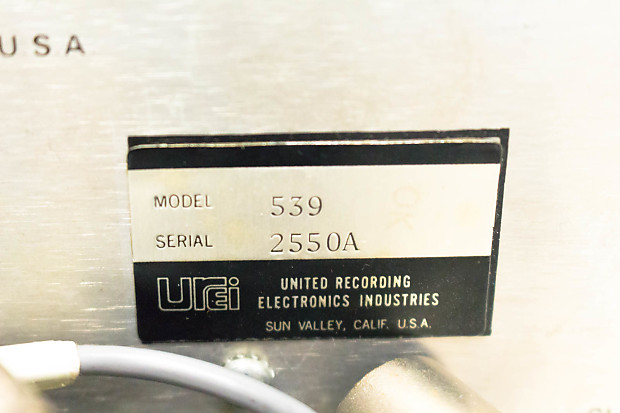 USA
MODEL 539
SERIAL 2550A
UREI UNITED RECORDING
ELECTRONICS INDUSTRIES
SUN VALLEY, CALIF. U.S.A.